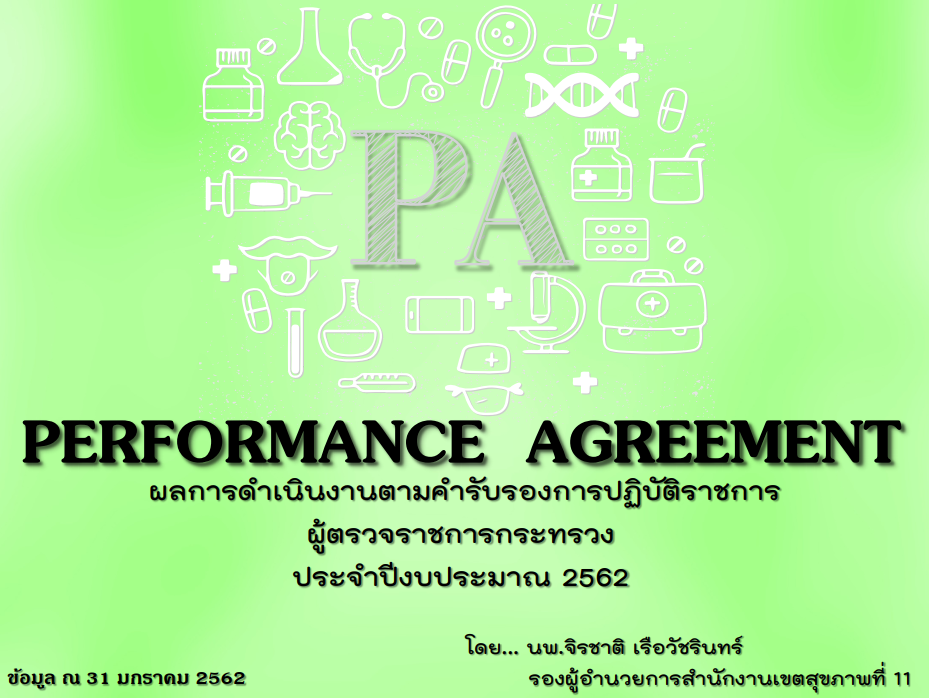 PA
PERFORMANCE AGREEMENT
ผลการดำเนินงานตามคำรับรองการปฏิบัติราชการ
ผู้ตรวจราชการกระทรวง
ประจำปีงบประมาณ 2562
โดย... นพ.จิรชาติ เรือวัชรินทร์
รองผู้อำนวยการสำนักงานเขตสุขภาพที่ 11
ข้อมูล ณ 31 มกราคม 2562